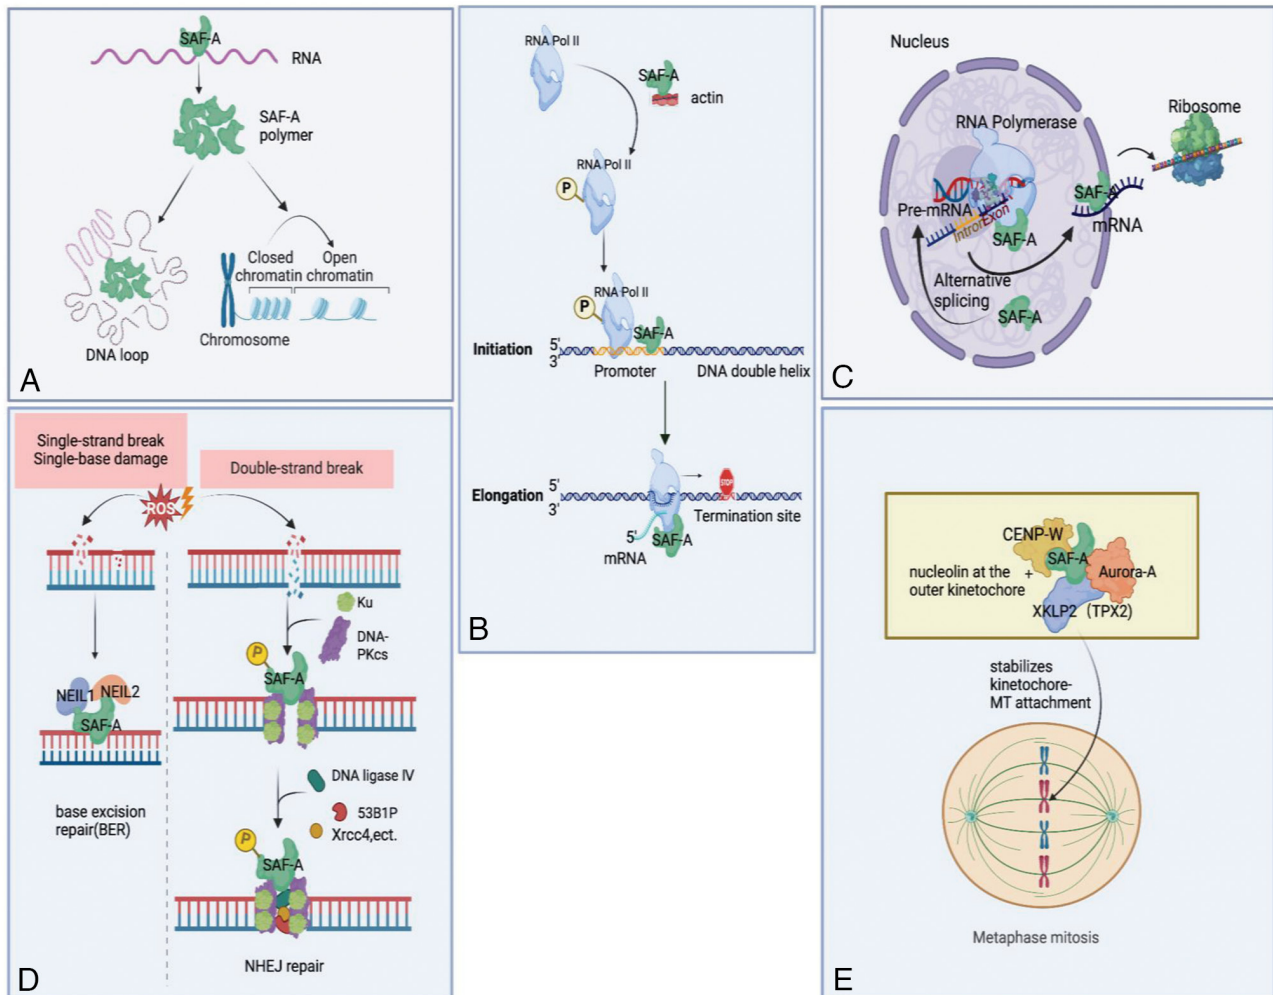 SAF-A
RNA
SAF-A
polymer
Closed
chromatin
Open
chromatin
Chromosome
DNA loop
A
RNA Pol II
SAF-A
actin
RNA Pol II
P
RNA Pol II
P
SAF-A
Initiation
5'
3'
Promoter
DNA double helix
Elongation
5'
3'
STOP
Termination site
5'
mRNA
SAF-A
B
Nucleus
RNA Polymerase
Ribosome
Pre-mRNA
Intron
Exon
SAF-A
SAF-A
mRNA
Alternative
splicing
SAF-A
C
Single-strand break
Single-base damage
Double-strand break
ROS
Ku
DNA-
PKcs
P
SAF-A
NEIL1
NEIL2
SAF-A
base excision
repair(BER)
DNA ligase IV
53B1P
Xrcc4,ect.
P
SAF-A
NHEJ repair
D
CENP-W
SAF-A
Aurora-A
nucleolin at the
outer kinetochore
+
XKLP2 (TPX2)
stabilizes
kinetochore-
MT attachment
Metaphase mitosis
E